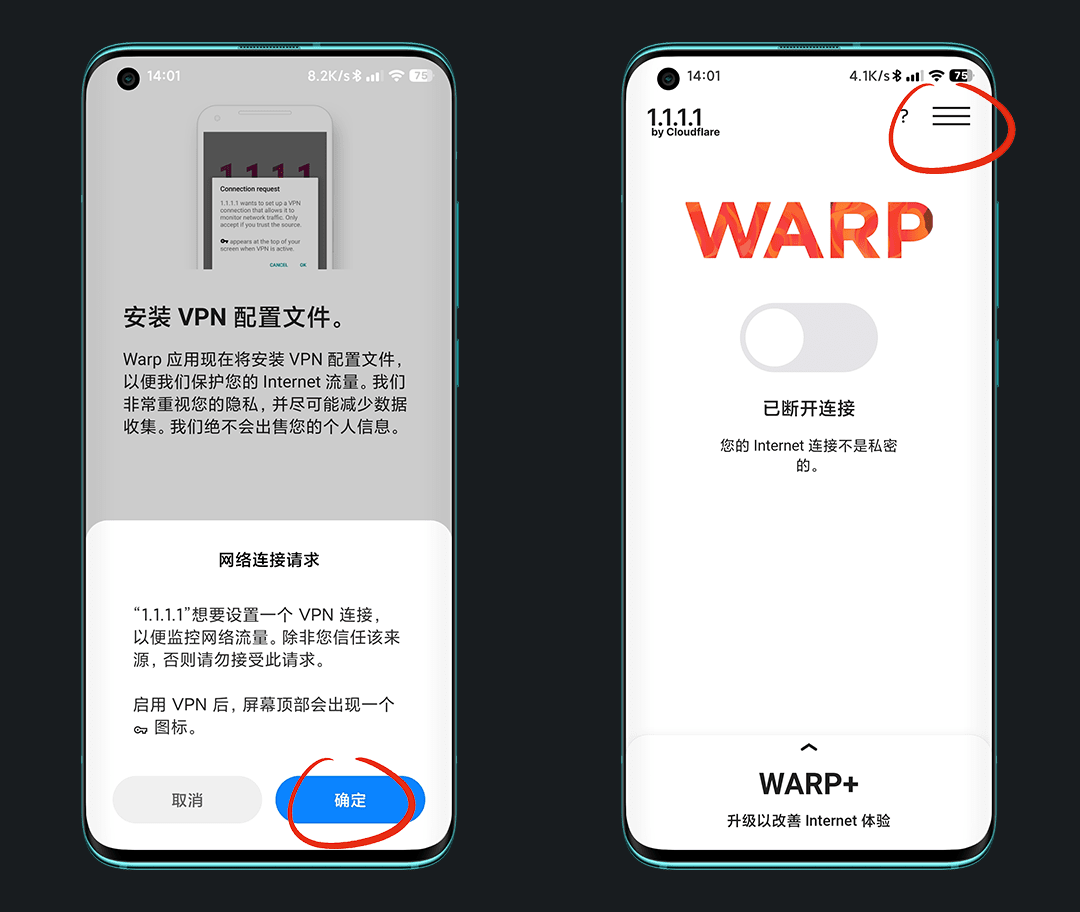 14:01
8.2K/s
75
1.1.1.1
Connection request
1.1.1.1 wants to set up a VPN
connection that allows it to
monitor network traffic. Only
accept if you trust the source.
appears at the top of your
screen when VPN is active.
CANCEL OK
安装 VPN 配置文件。
Warp 应用现在将安装 VPN 配置文件，
以便我们保护您的 Internet 流量。我们
非常重视您的隐私，并尽可能减少数据
收集。我们绝不会出售您的个人信息。
网络连接请求
“1.1.1.1”想要设置一个 VPN 连接，
以便监控网络流量。除非您信任该来
源，否则请勿接受此请求。
启用 VPN 后，屏幕顶部会出现一个
图标。
取消
确定
14:01
4.1K/s
75
1.1.1.1
by Cloudflare
?
WARP
已断开连接
您的 Internet 连接不是私密
的。
WARP+
升级以改善 Internet 体验